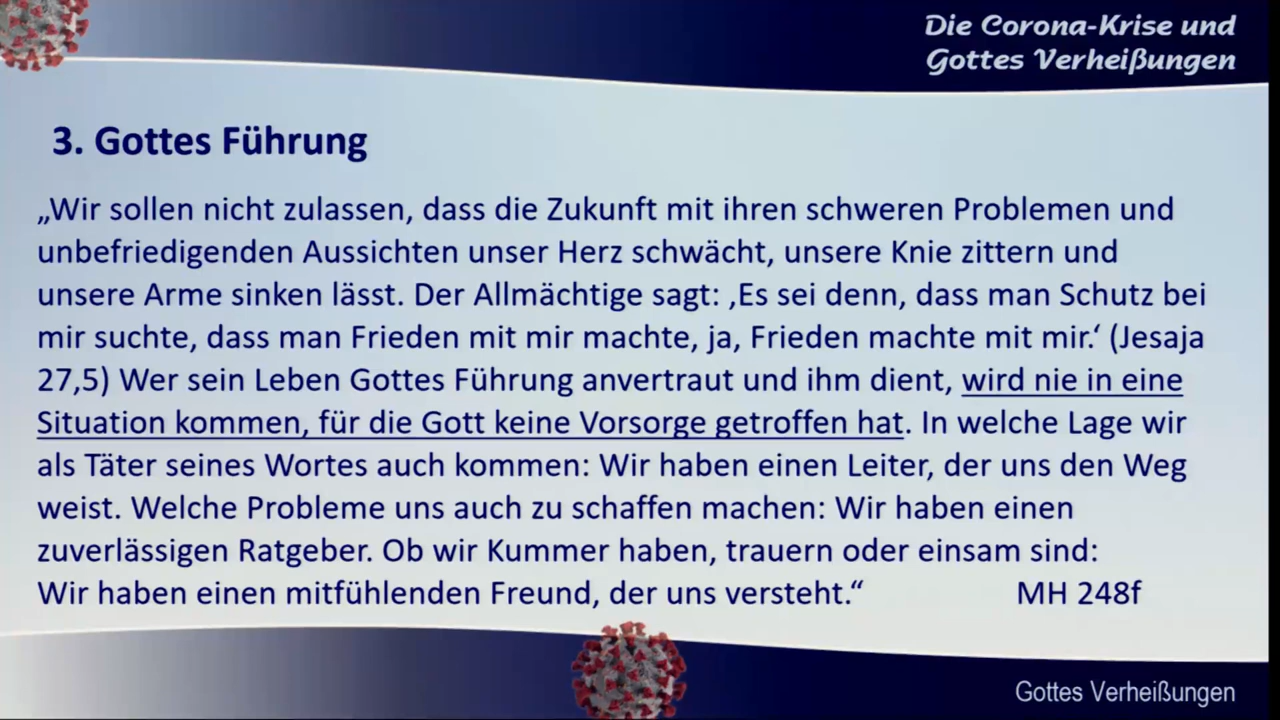 Die Corona-Krise und
Gottes Verheißungen
3. Gottes Führung
„Wir sollen nicht zulassen, dass die Zukunft mit ihren schweren Problemen und
unbefriedigenden Aussichten unser Herz schwächt, unsere Knie zittern und
unsere Arme sinken lässt. Der Allmächtige sagt: ‚Es sei denn, dass man Schutz bei
mir suchte, dass man Frieden mit mir machte, ja, Frieden machte mit mir.‘ (Jesaja
27,5) Wer sein Leben Gottes Führung anvertraut und ihm dient, wird nie in eine
Situation kommen, für die Gott keine Vorsorge getroffen hat. In welche Lage wir
als Täter seines Wortes auch kommen: Wir haben einen Leiter, der uns den Weg
weist. Welche Probleme uns auch zu schaffen machen: Wir haben einen
zuverlässigen Ratgeber. Ob wir Kummer haben, trauern oder einsam sind:
Wir haben einen mitfühlenden Freund, der uns versteht.“ MH 248f
Gottes Verheißungen